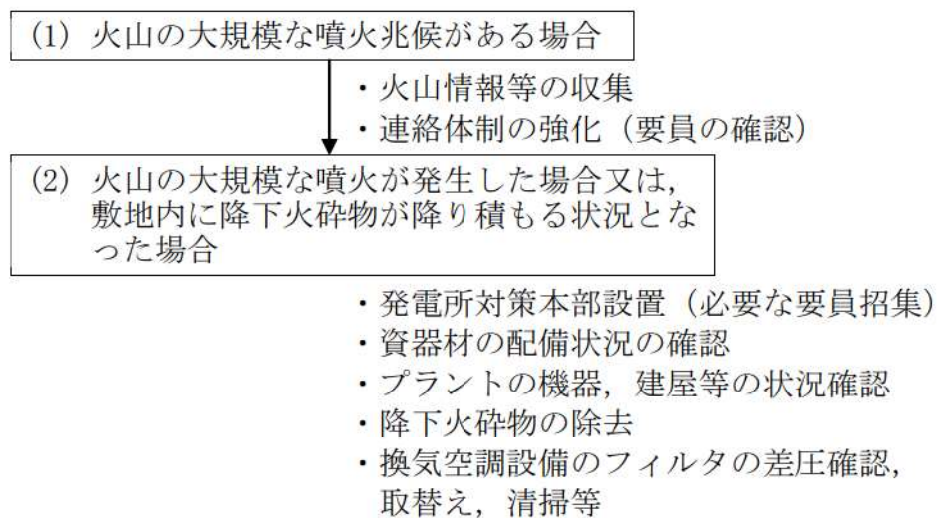 (1) 火山の大規模な噴火兆候がある場合
・火山情報等の収集
・連絡体制の強化（要員の確認）
(2) 火山の大規模な噴火が発生した場合又は，
敷地内に降下火砕物が降り積もる状況とな
った場合
・発電所対策本部設置（必要な要員招集）
・資器材の配備状況の確認
・プラントの機器，建屋等の状況確認
・降下火砕物の除去
・換気空調設備のフィルタの差圧確認，
取替え，清掃等